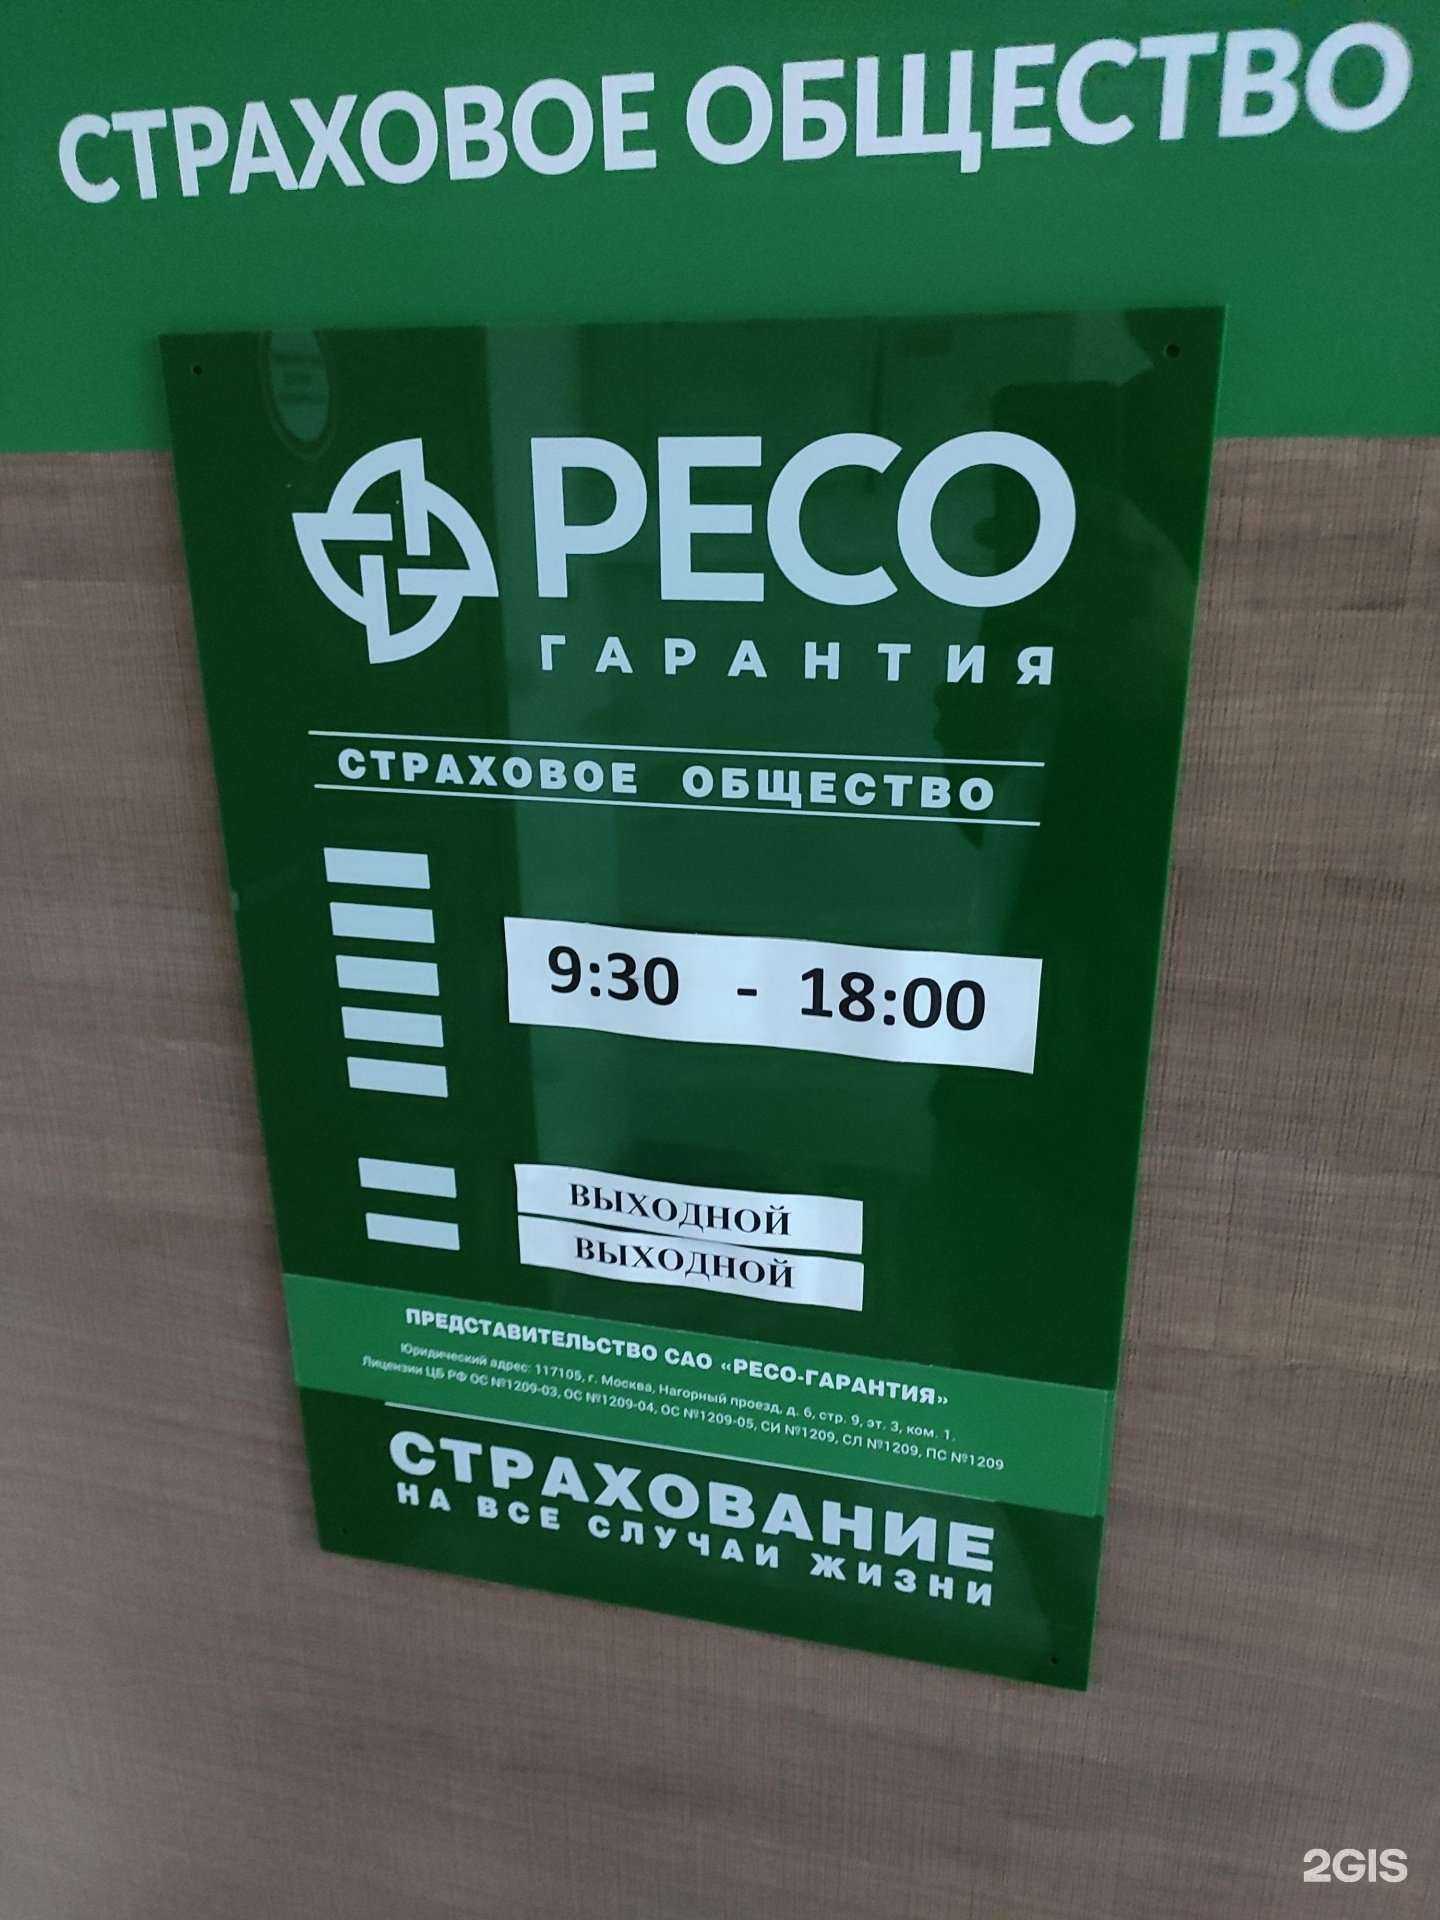 СТРАХОВОЕ ОБЩЕСТВО
РЕСО
ГАРАНТИЯ
СТРАХОВОЕ ОБЩЕСТВО
9:30 - 18:00
ВЫХОДНОЙ
ВЫХОДНОЙ
ПРЕДСТАВИТЕЛЬСТВО САО «РЕСО-ГАРАНТИЯ»
Юридический адрес: 117105, г. Москва, Нагорный проезд, д. 6, стр. 9, эт. 3, ком. 1.
Лицензии ЦБ РФ ОС №1209-03, ОС №1209-04, ОС №1209-05, СИ №1209, СЛ №1209, ПС №1209
СТРАХОВАНИЕ
НА ВСЕ СЛУЧАИ ЖИЗНИ
2GIS